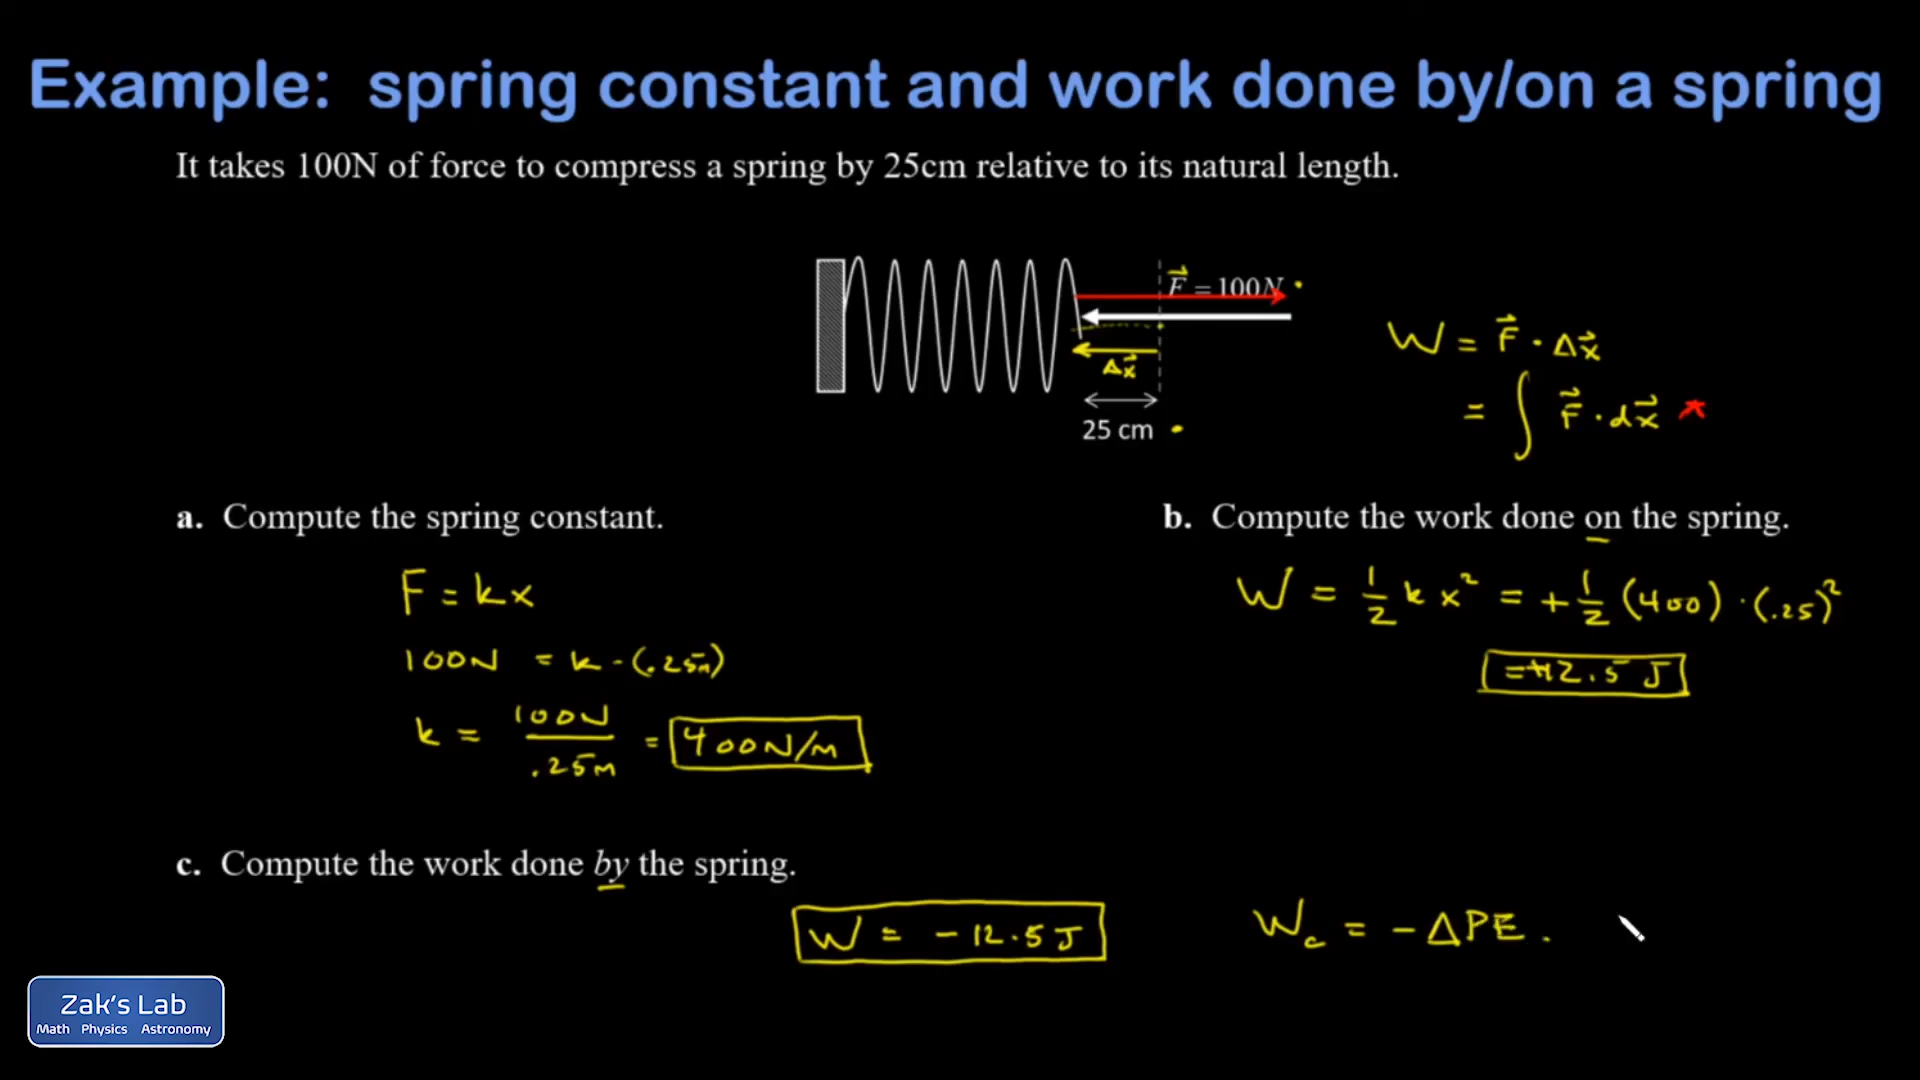 Example: spring constant and work done by/on a spring
It takes 100N of force to compress a spring by 25cm relative to its natural length.
F⃗ = 100N
Δx⃗
25 cm
W = F⃗ · Δx⃗
= ∫ F⃗ · dx⃗ *
a. Compute the spring constant.
F = kx
100N = k · (.25m)
k = 100N / .25m = 400N/m
b. Compute the work done on the spring.
W = 1/2 k x² = + 1/2 (400) · (.25)²
= +12.5 J
c. Compute the work done by the spring.
W = - 12.5 J
W_c = - ΔPE.
Zak's Lab
Math Physics Astronomy